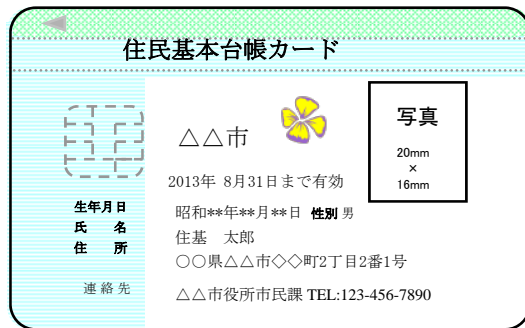 住民基本台帳カード
△△市
写真
20mm
×
16mm
2013年 8月31日まで有効
生年月日 昭和**年**月**日 性別 男
氏 名 住基 太郎
住 所 ○○県△△市◇◇町2丁目2番1号
連絡先 △△市役所市民課 TEL:123-456-7890